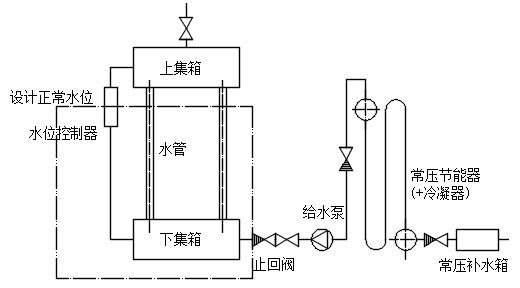 上集箱
设计正常水位
水位控制器
水管
常压节能器
(+冷凝器)
给水泵
下集箱
止回阀
常压补水箱